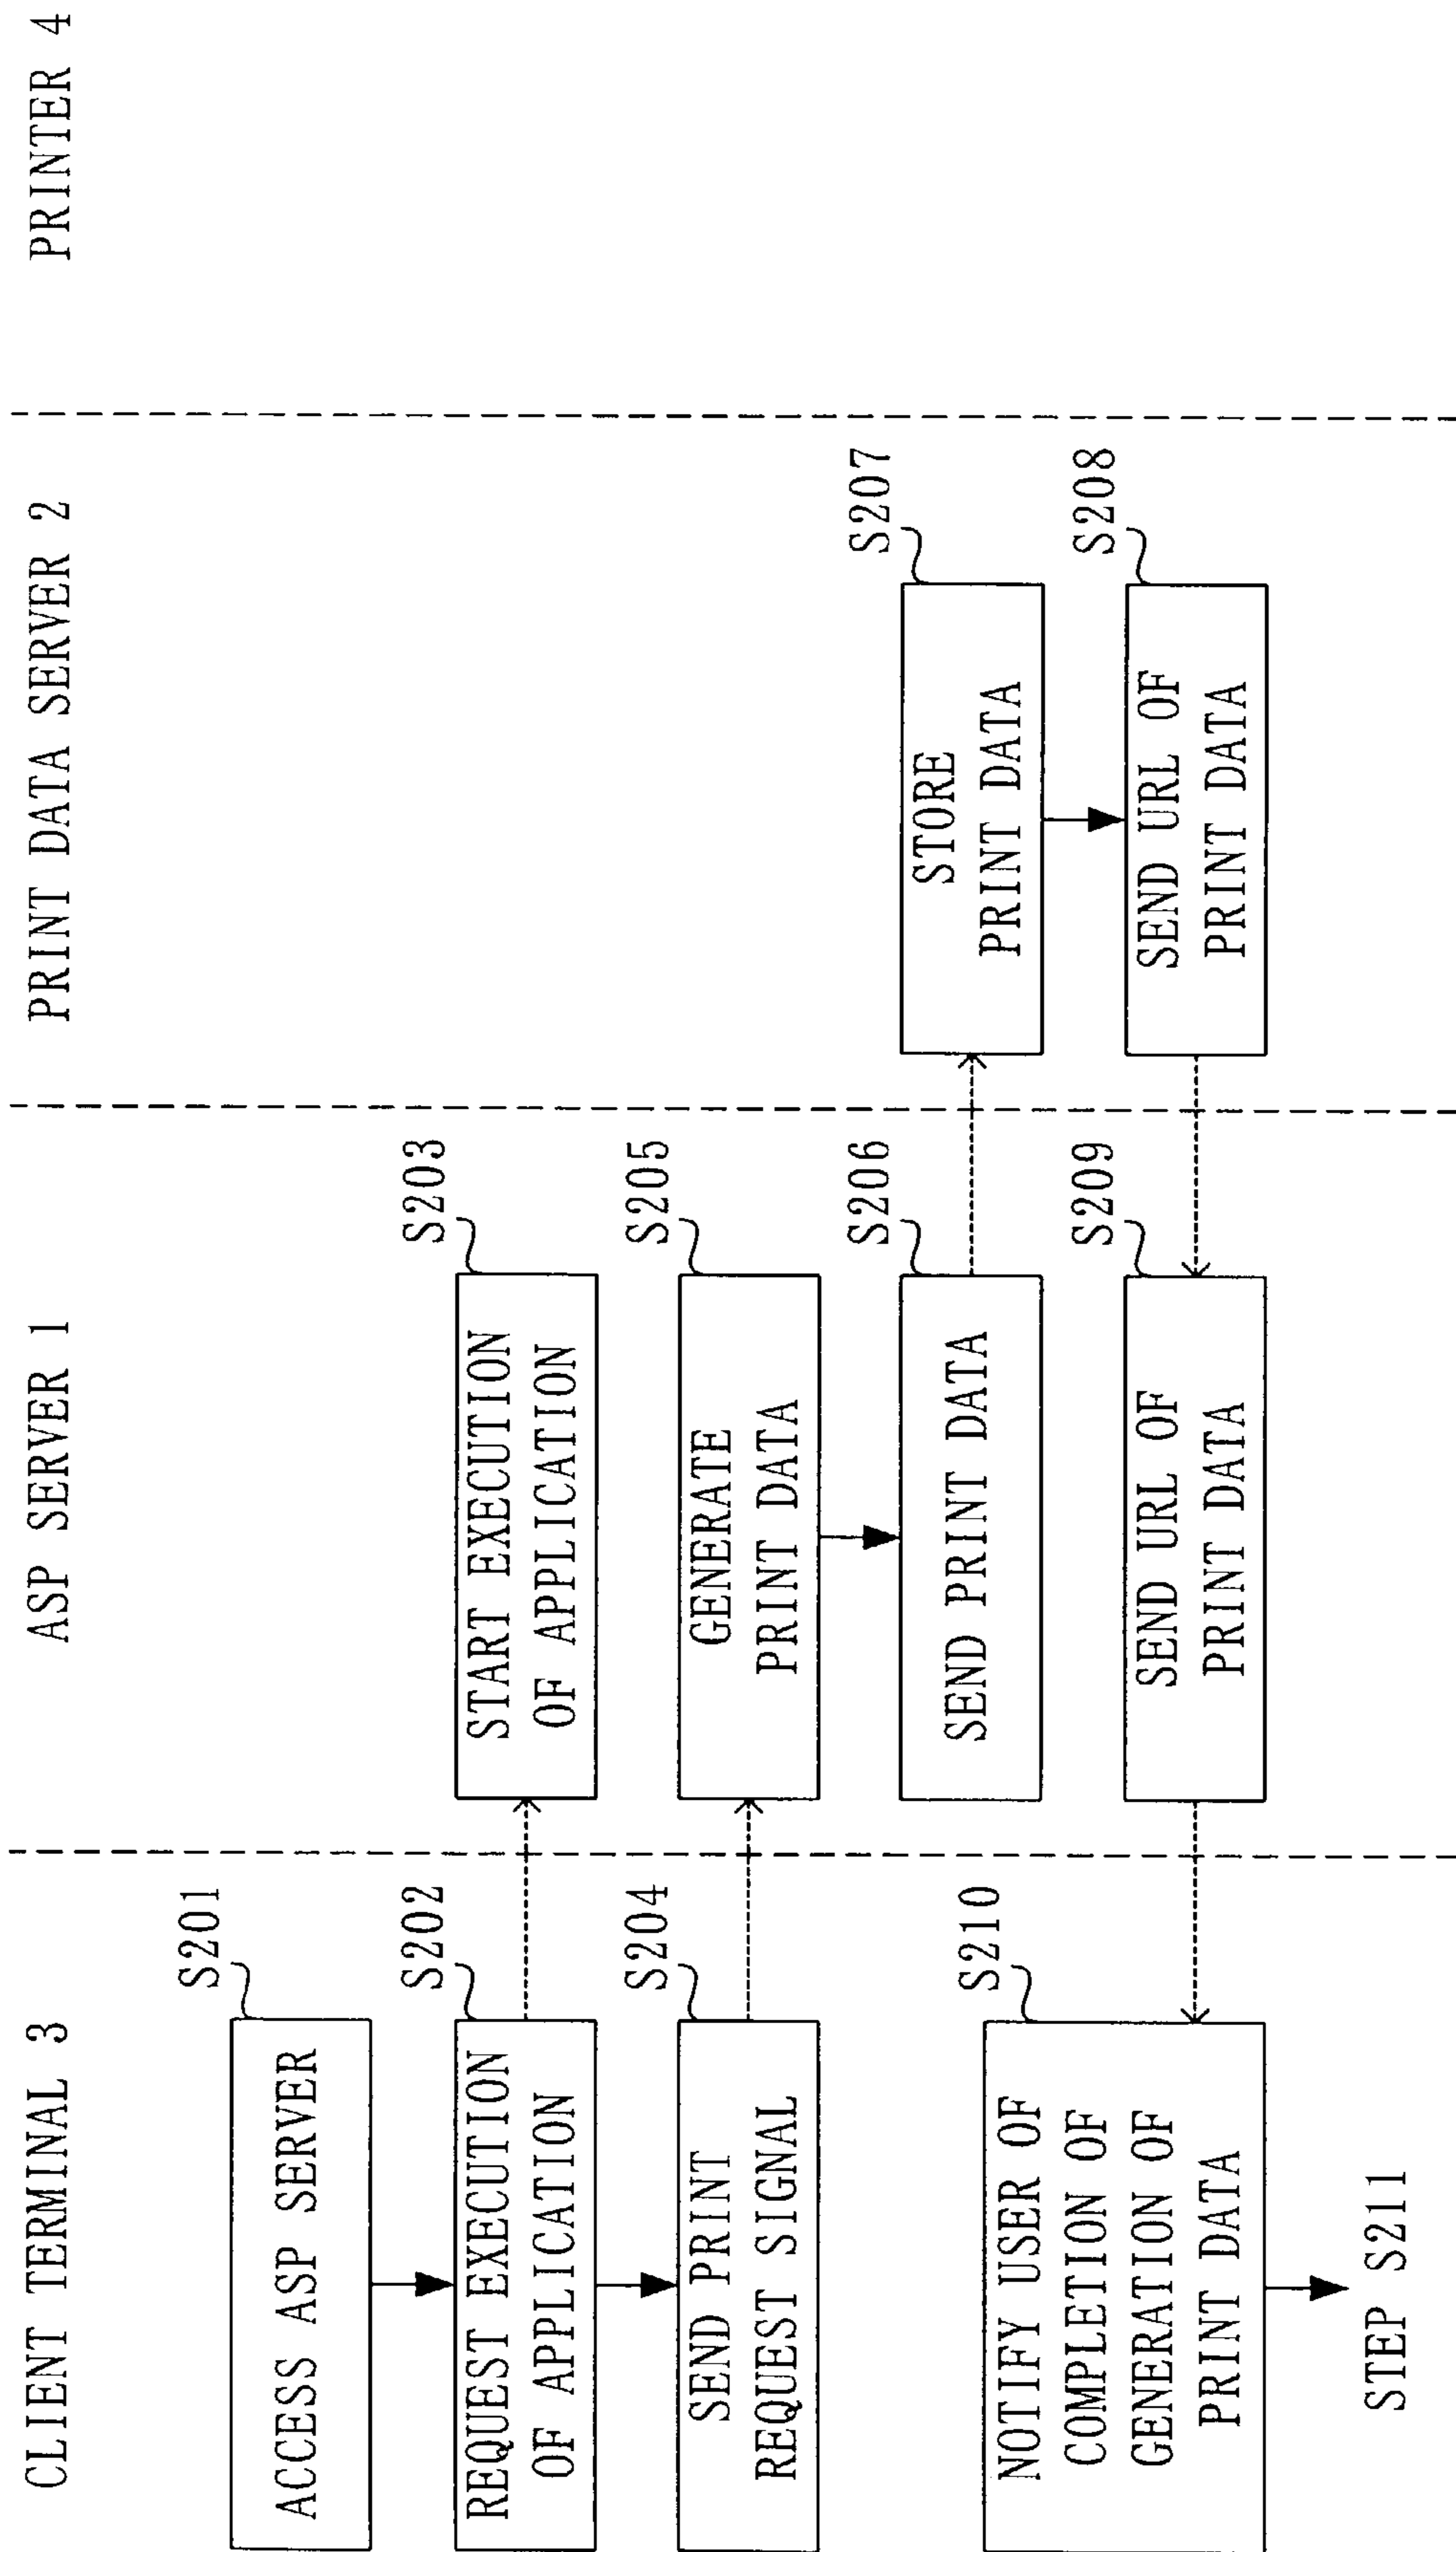 CLIENT TERMINAL 3
ASP SERVER 1
PRINT DATA SERVER 2
PRINTER 4
S201
ACCESS ASP SERVER
S202
REQUEST EXECUTION
OF APPLICATION
S203
START EXECUTION
OF APPLICATION
S204
SEND PRINT
REQUEST SIGNAL
S205
GENERATE
PRINT DATA
S206
SEND PRINT DATA
S207
STORE
PRINT DATA
S208
SEND URL OF
PRINT DATA
S209
SEND URL OF
PRINT DATA
S210
NOTIFY USER OF
COMPLETION OF
GENERATION OF
PRINT DATA
STEP S211